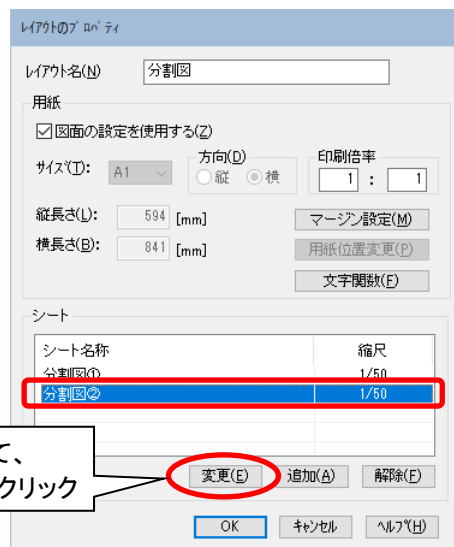 レイアウトのプロパティ
レイアウト名(N) 分割図
用紙
☑図面の設定を使用する(Z)
サイズ(T): A1 方向(D) ○縦 ◉横 印刷倍率 1 : 1
縦長さ(L): 594 [mm] マージン設定(M)
横長さ(B): 841 [mm] 用紙位置変更(P)
文字関数(F)
シート
シート名称 縮尺
分割図① 1/50
分割図② 1/50
て、
クリック
変更(E) 追加(A) 解除(F)
OK キャンセル ヘルプ(H)